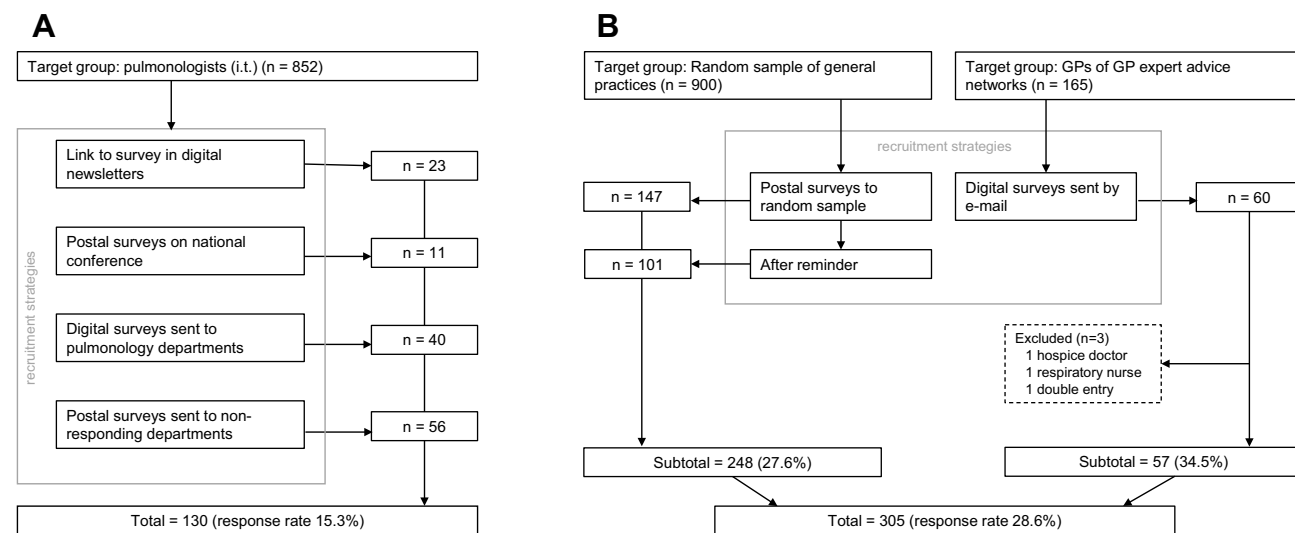 A
Target group: pulmonologists (i.t.) (n = 852)
recruitment strategies
Link to survey in digital
newsletters
n = 23
Postal surveys on national
conference
n = 11
Digital surveys sent to
pulmonology departments
n = 40
Postal surveys sent to non-
responding departments
n = 56
Total = 130 (response rate 15.3%)
B
Target group: Random sample of general
practices (n = 900)
Target group: GPs of GP expert advice
networks (n = 165)
recruitment strategies
n = 147
Postal surveys to
random sample
Digital surveys sent by
e-mail
n = 60
n = 101
After reminder
Excluded (n=3)
1 hospice doctor
1 respiratory nurse
1 double entry
Subtotal = 248 (27.6%)
Subtotal = 57 (34.5%)
Total = 305 (response rate 28.6%)